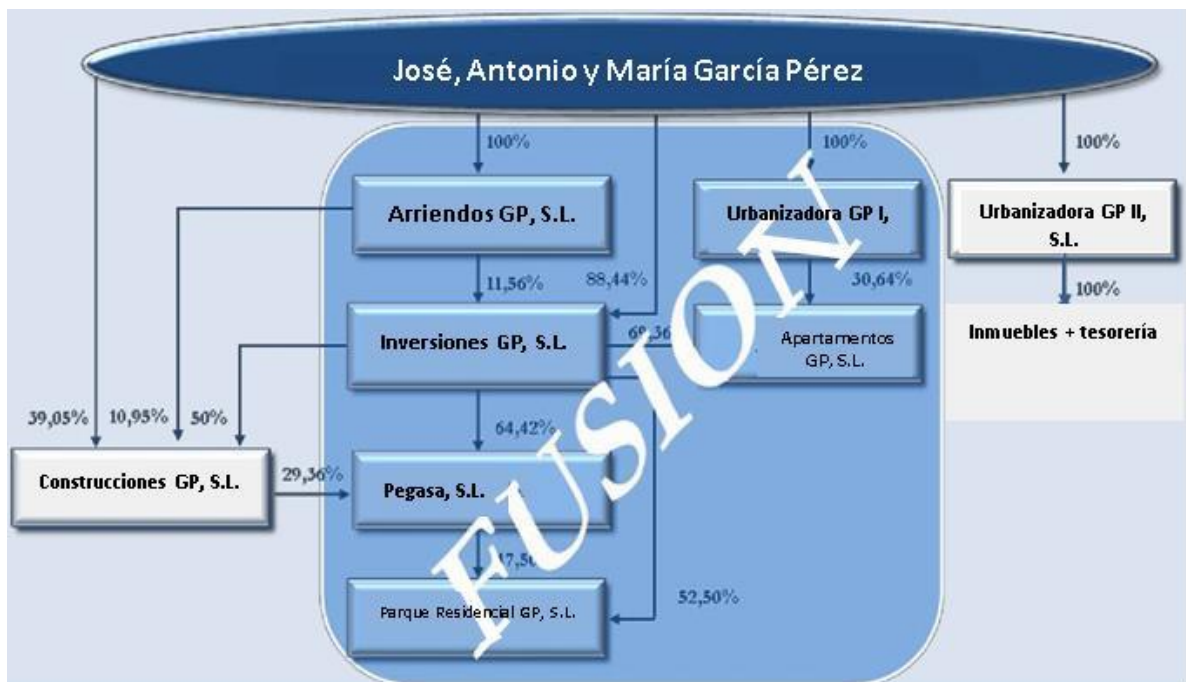 José, Antonio y María García Pérez
100%
100%
100%
Arriendos GP, S.L.
Urbanizadora GP I,
Urbanizadora GP II,
S.L.
11,56%
88,44%
30,64%
100%
Inversiones GP, S.L.
Apartamentos
GP, S.L.
Inmuebles + tesorería
39,05%
10,95%
50%
64,42%
Construcciones GP, S.L.
29,36%
Pegasa, S.L.
Parque Residencial GP, S.L.
52,50%
FUSION